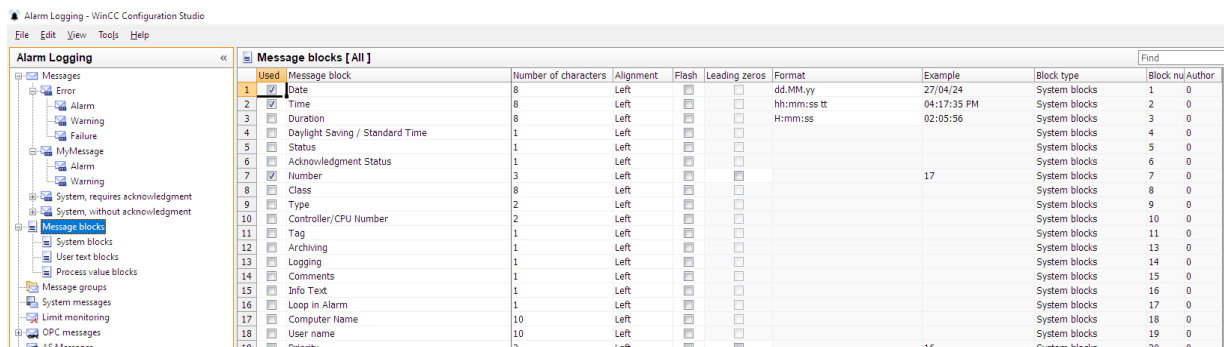 Alarm Logging - WinCC Configuration Studio
File Edit View Tools Help
Alarm Logging «
Message blocks [ All ]
Find
Messages
Error
Alarm
Warning
Failure
MyMessage
Alarm
Warning
System, requires acknowledgment
System, without acknowledgment
Message blocks
System blocks
User text blocks
Process value blocks
Message groups
System messages
Limit monitoring
OPC messages
AS Messages
Used Message block Number of characters Alignment Flash Leading zeros Format Example Block type Block nu Author
1 Date 8 Left dd.MM.yy 27/04/24 System blocks 1 0
2 Time 8 Left hh:mm:ss tt 04:17:35 PM System blocks 2 0
3 Duration 8 Left H:mm:ss 02:05:56 System blocks 3 0
4 Daylight Saving / Standard Time 1 Left System blocks 4 0
5 Status 1 Left System blocks 5 0
6 Acknowledgment Status 1 Left System blocks 6 0
7 Number 3 Left 17 System blocks 7 0
8 Class 8 Left System blocks 8 0
9 Type 2 Left System blocks 9 0
10 Controller/CPU Number 2 Left System blocks 10 0
11 Tag 1 Left System blocks 11 0
12 Archiving 1 Left System blocks 13 0
13 Logging 1 Left System blocks 14 0
14 Comments 1 Left System blocks 15 0
15 Info Text 1 Left System blocks 16 0
16 Loop in Alarm 1 Left System blocks 17 0
17 Computer Name 10 Left System blocks 18 0
18 User name 10 Left System blocks 19 0
19 Priority 2 Left 16 System blocks 20 0